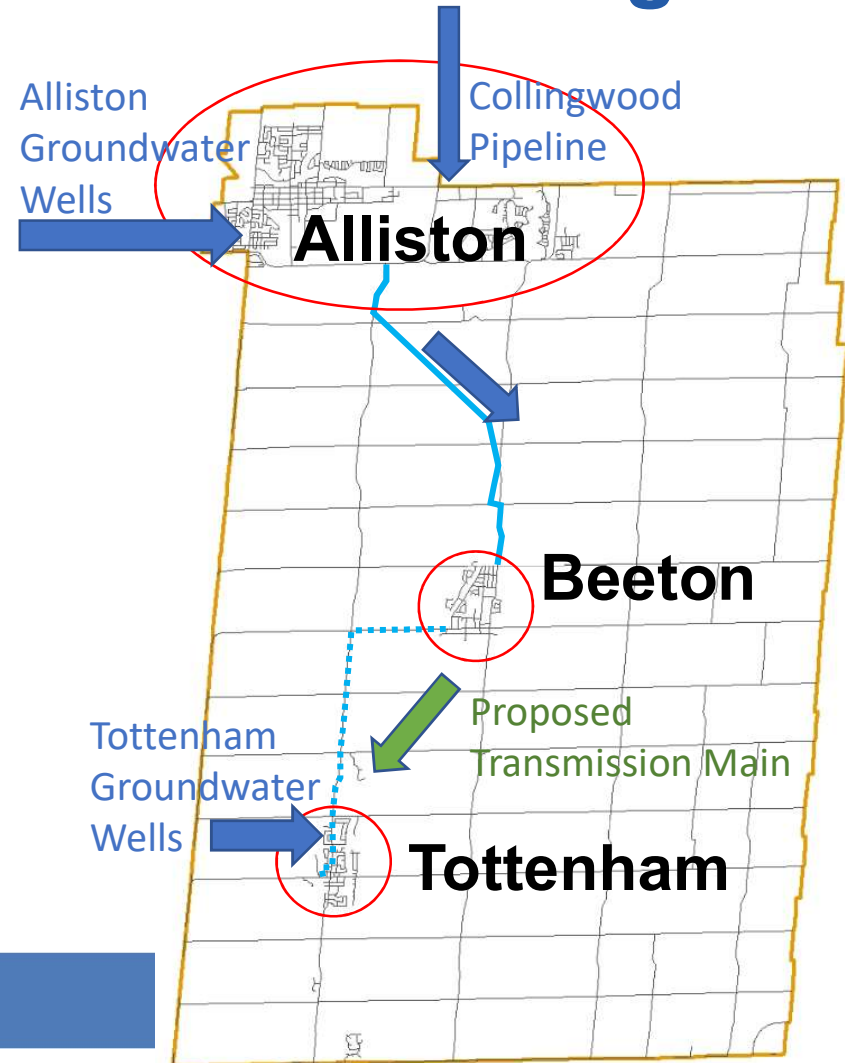 g
Alliston
Groundwater
Wells
Collingwood
Pipeline
Alliston
Beeton
Proposed
Transmission Main
Tottenham
Groundwater
Wells
Tottenham